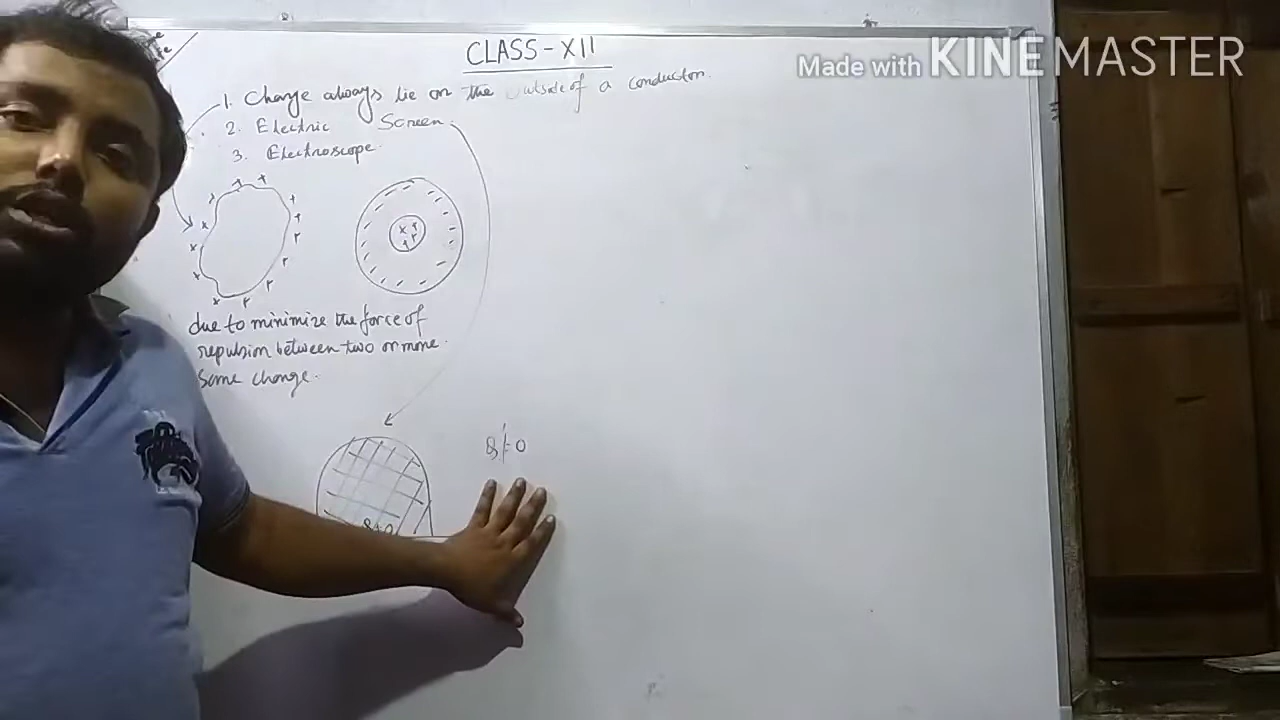 CLASS-XII
Made with KINEMASTER
1. Charge always lie on the outside of a conductor.
2. Electric Screen.
3. Electroscope.
due to minimize the force of
repulsion between two or more
same charge.